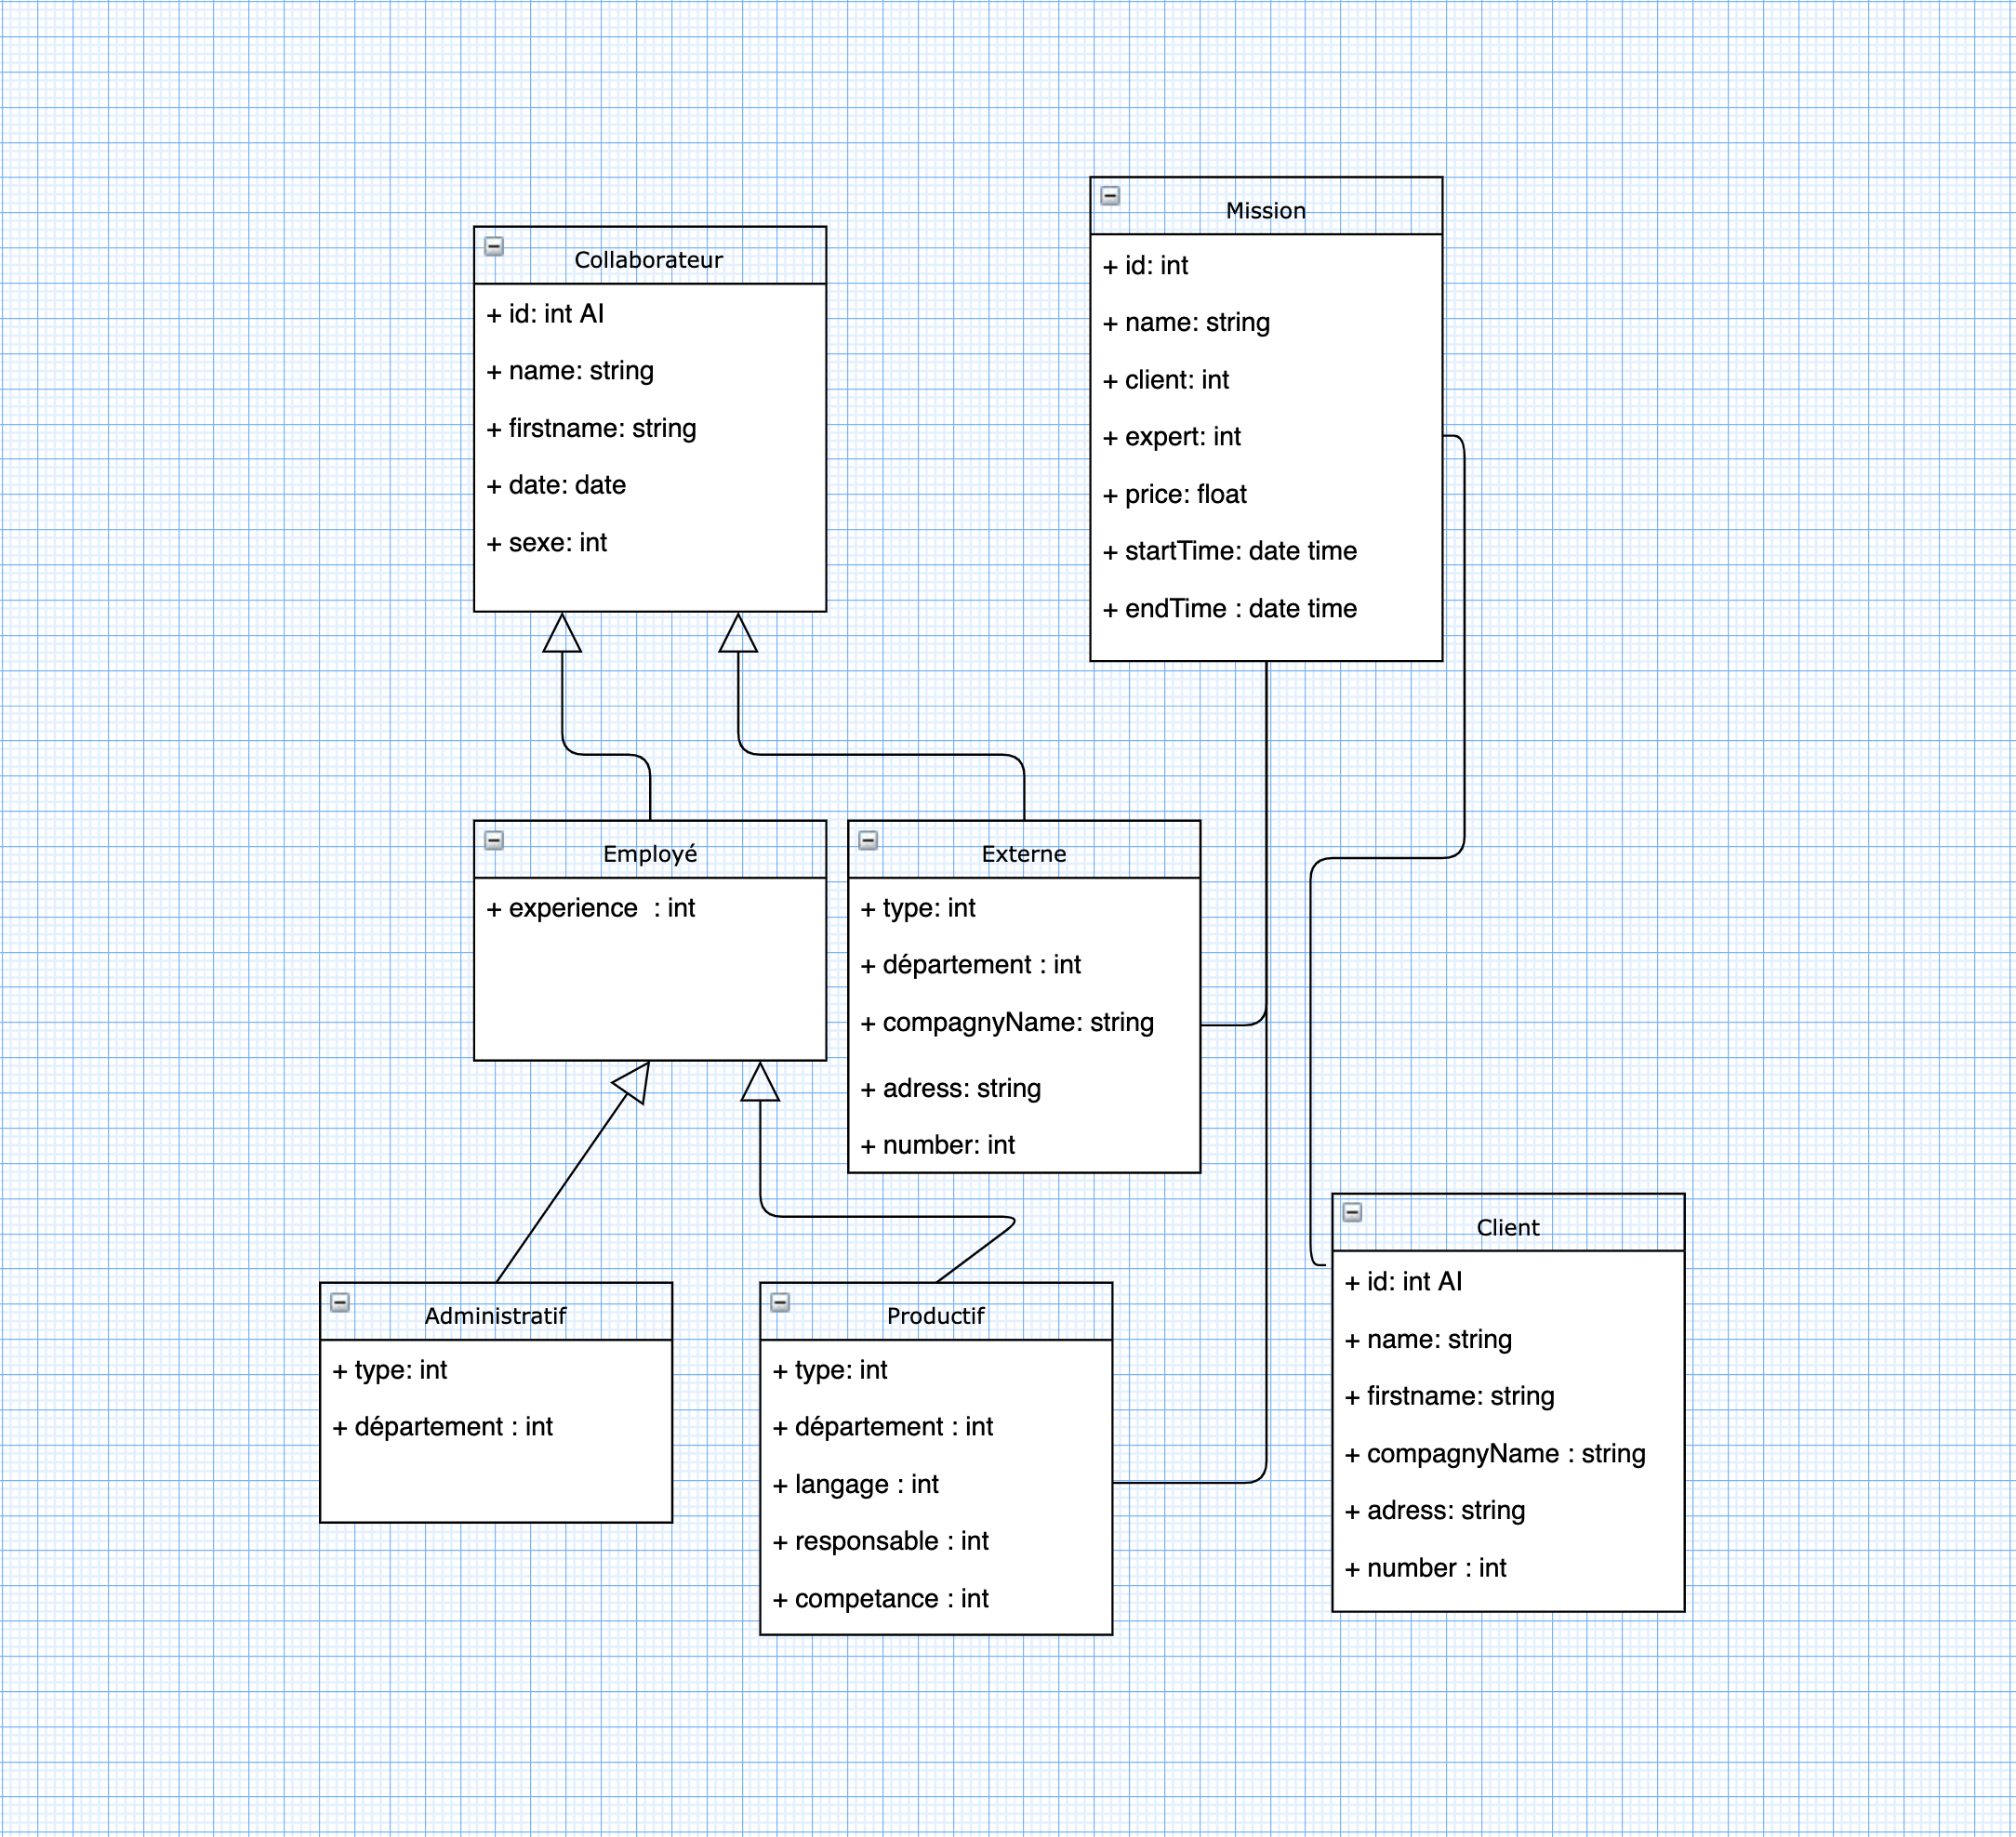 Collaborateur
+ id: int AI
+ name: string
+ firstname: string
+ date: date
+ sexe: int
Mission
+ id: int
+ name: string
+ client: int
+ expert: int
+ price: float
+ startTime: date time
+ endTime : date time
Employé
+ experience : int
Externe
+ type: int
+ département : int
+ compagnyName: string
+ adress: string
+ number: int
Administratif
+ type: int
+ département : int
Productif
+ type: int
+ département : int
+ langage : int
+ responsable : int
+ competance : int
Client
+ id: int AI
+ name: string
+ firstname: string
+ compagnyName : string
+ adress: string
+ number : int